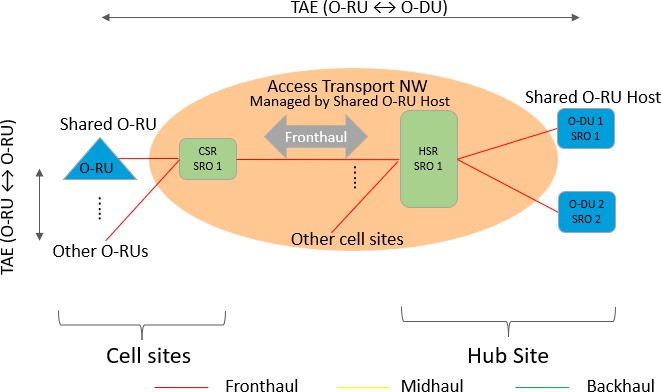 TAE (O-RU ↔ O-DU)
Access Transport NW
Managed by Shared O-RU Host
Shared O-RU Host
Shared O-RU
Fronthaul
O-DU 1
SRO 1
CSR
SRO 1
HSR
SRO 1
O-RU
TAE (O-RU ↔ O-RU)
O-DU 2
SRO 2
Other O-RUs
Other cell sites
Cell sites
Hub Site
Fronthaul
Midhaul
Backhaul